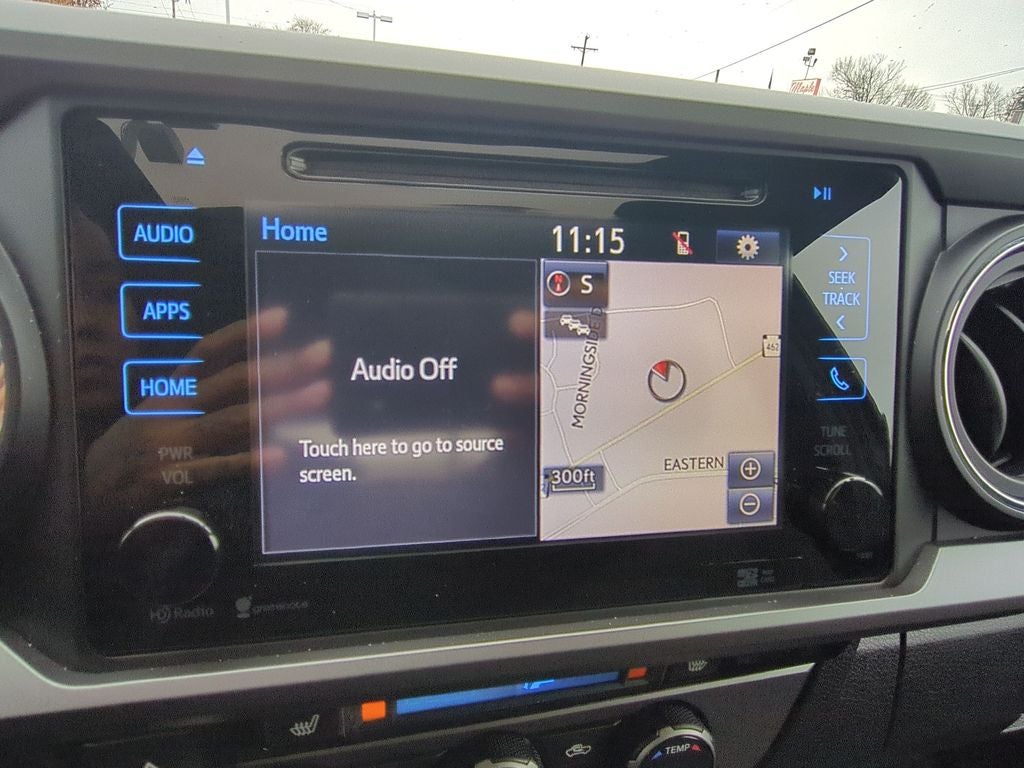 Maple
AUDIO
Home
11:15
SEEK
TRACK
N
S
APPS
462
MORNINGSIDE D
Audio Off
HOME
TUNE
SCROLL
PWR
VOL
Touch here to go to source
screen.
EASTERN
300ft
HD Radio
gracenote
TEMP